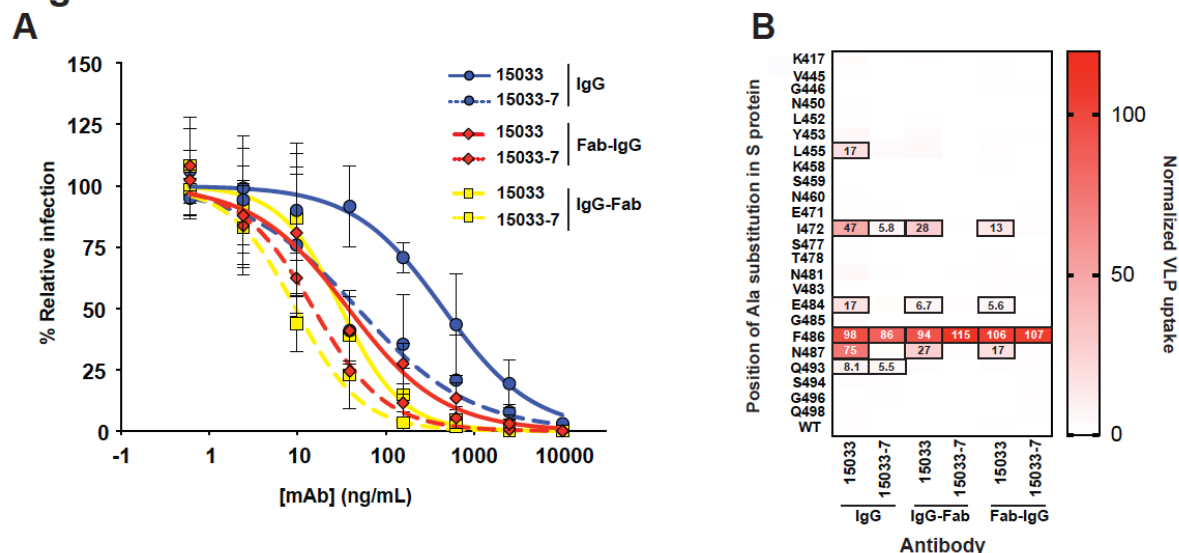 A
150
125
100
75
50
25
0
-1
1
10
100
1000
10000
% Relative infection
[mAb] (ng/mL)
15033
15033-7
IgG
15033
15033-7
Fab-IgG
15033
15033-7
IgG-Fab
B
Position of Ala substitution in S protein
K417
V445
G446
N450
L452
Y453
L455 17
K458
S459
N460
E471
I472 47 5.8 28 13
S477
T478
N481
V483
E484 17 6.7 5.6
G485
F486 98 86 94 115 106 107
N487 75 27 17
Q493 8.1 5.5
S494
G496
Q498
WT
15033 15033-7 15033 15033-7 15033 15033-7
IgG IgG-Fab Fab-IgG
Antibody
100
50
0
Normalized VLP uptake